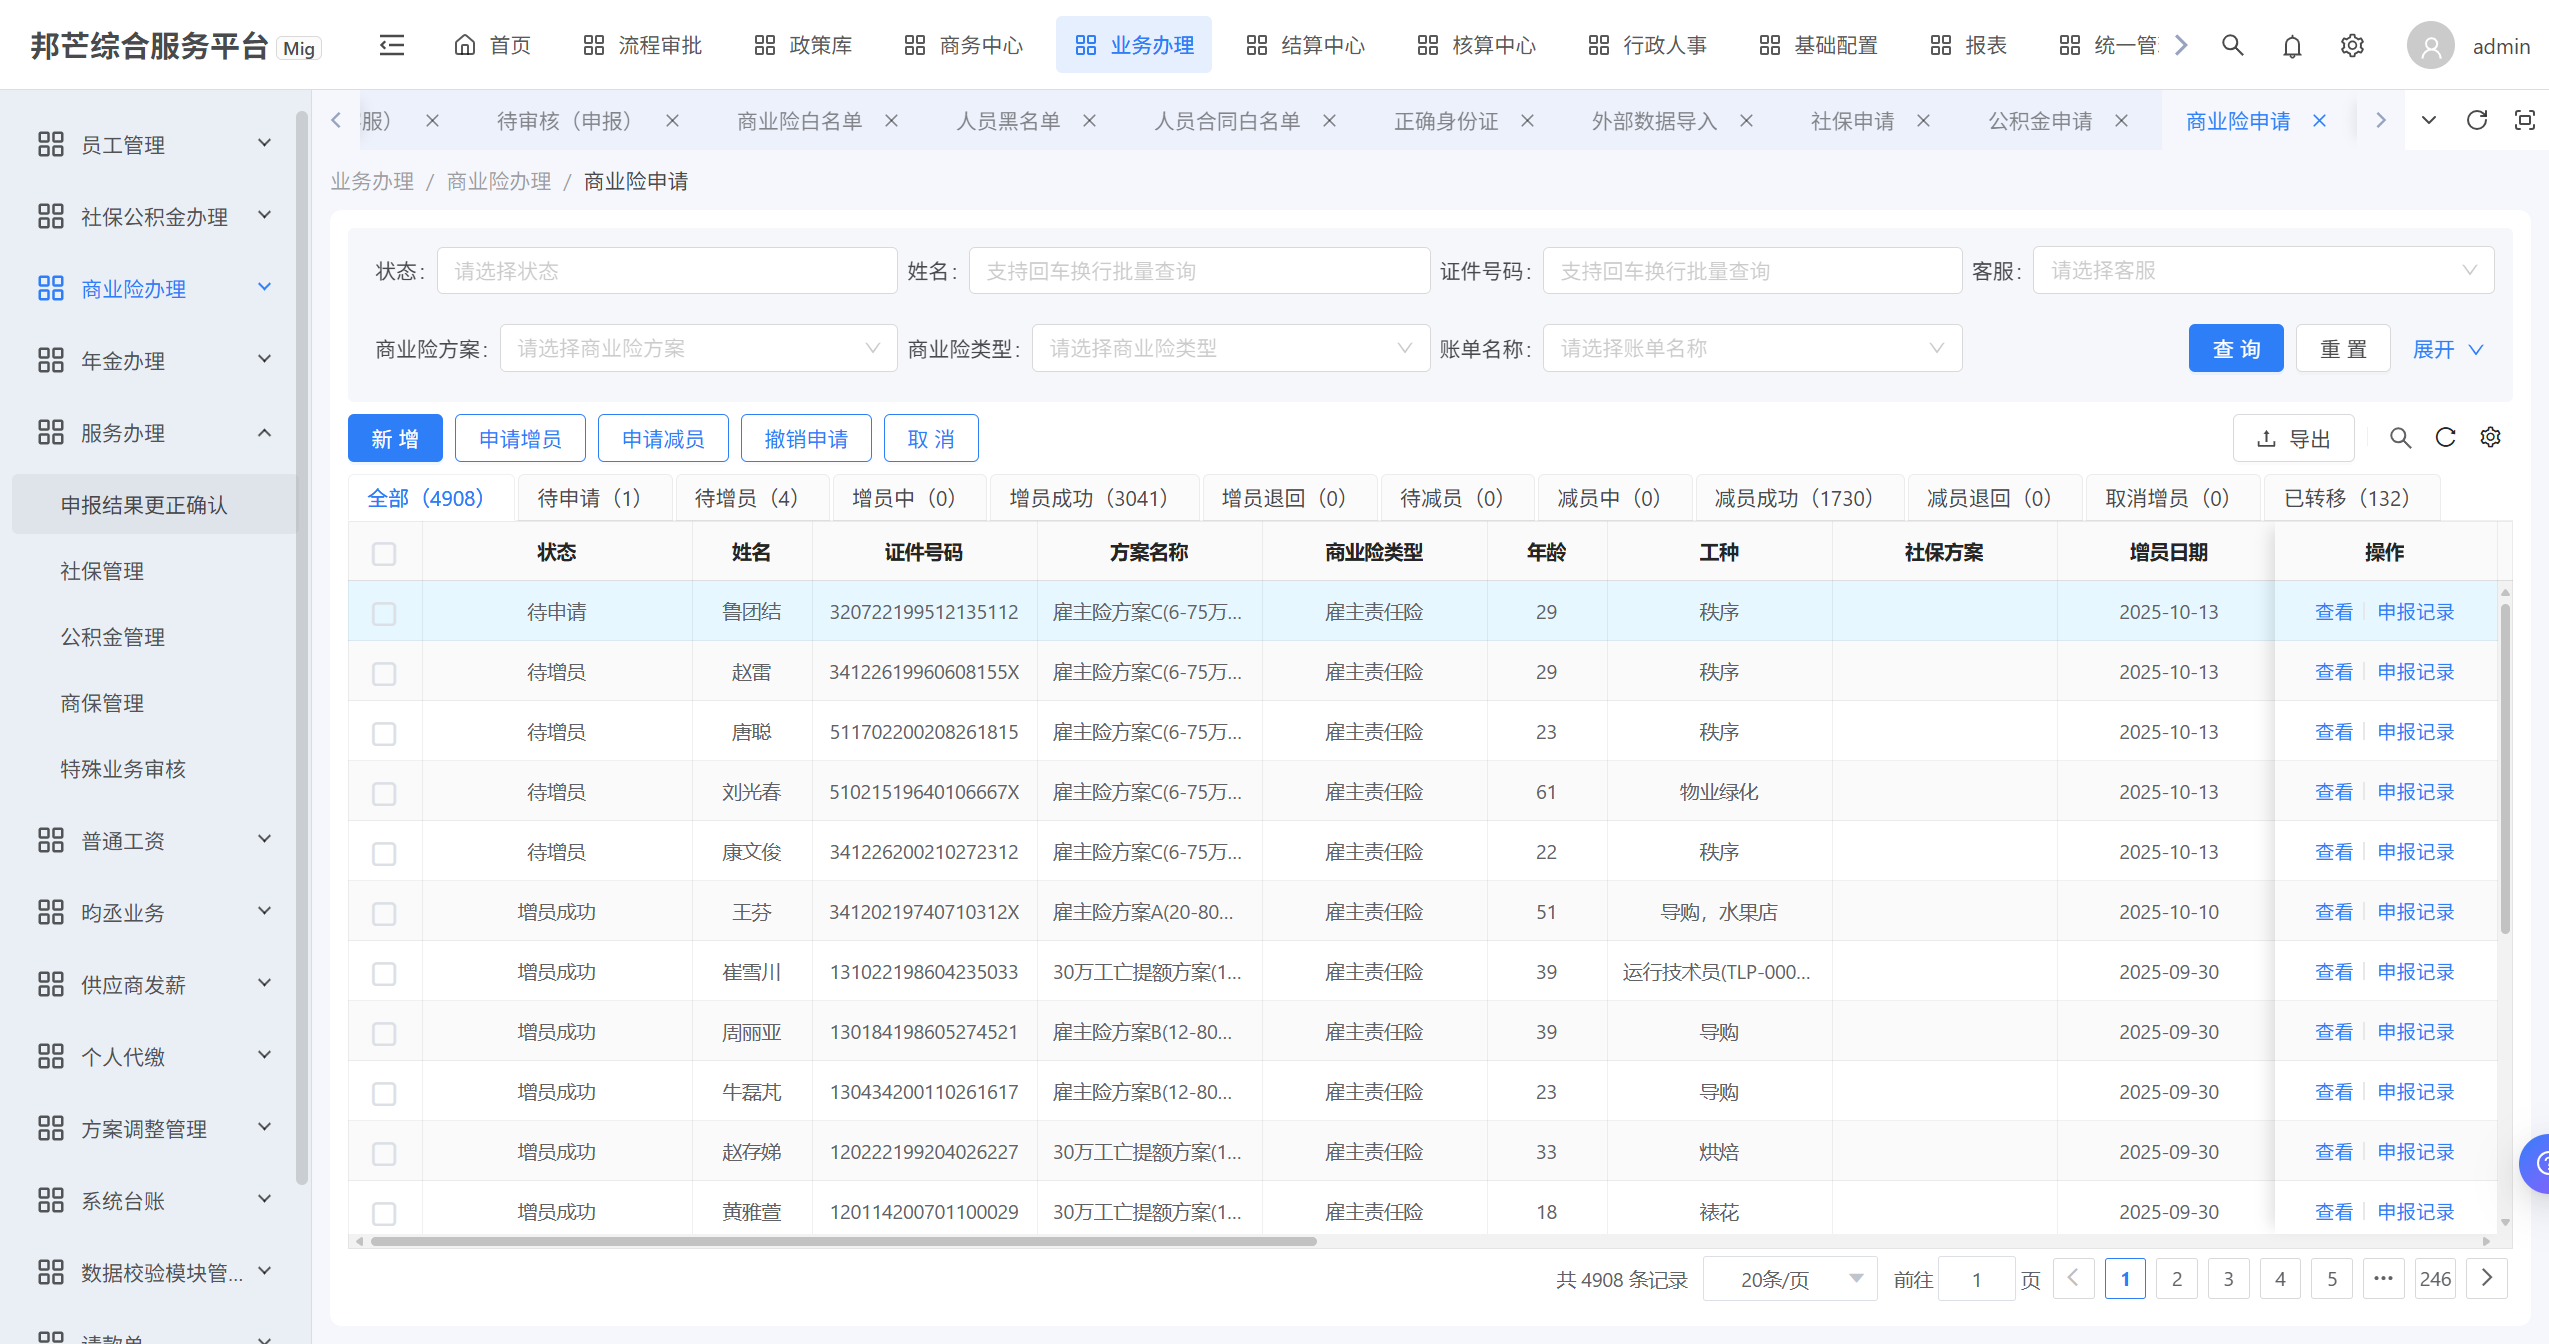 邦芒综合服务平台 Mig 首页 流程审批 政策库 商务中心 业务办理 结算中心 核算中心 行政人事 基础配置 报表 统一管 admin
服） 待审核（申报） 商业险白名单 人员黑名单 人员合同白名单 正确身份证 外部数据导入 社保申请 公积金申请 商业险申请
业务办理 / 商业险办理 / 商业险申请
员工管理
社保公积金办理
商业险办理
年金办理
服务办理
申报结果更正确认
社保管理
公积金管理
商保管理
特殊业务审核
普通工资
昀丞业务
供应商发薪
个人代缴
方案调整管理
系统台账
数据校验模块管...
请款单
状态: 请选择状态 姓名: 支持回车换行批量查询 证件号码: 支持回车换行批量查询 客服: 请选择客服
商业险方案: 请选择商业险方案 商业险类型: 请选择商业险类型 账单名称: 请选择账单名称 查 询 重 置 展开
新 增 申请增员 申请减员 撤销申请 取 消 导出
全部（4908） 待申请（1） 待增员（4） 增员中（0） 增员成功（3041） 增员退回（0） 待减员（0） 减员中（0） 减员成功（1730） 减员退回（0） 取消增员（0） 已转移（132）
状态 姓名 证件号码 方案名称 商业险类型 年龄 工种 社保方案 增员日期 操作
待申请 鲁团结 320722199512135112 雇主险方案C(6-75万... 雇主责任险 29 秩序 2025-10-13 查看 申报记录
待增员 赵雷 34122619960608155X 雇主险方案C(6-75万... 雇主责任险 29 秩序 2025-10-13 查看 申报记录
待增员 唐聪 511702200208261815 雇主险方案C(6-75万... 雇主责任险 23 秩序 2025-10-13 查看 申报记录
待增员 刘光春 51021519640106667X 雇主险方案C(6-75万... 雇主责任险 61 物业绿化 2025-10-13 查看 申报记录
待增员 康文俊 341226200210272312 雇主险方案C(6-75万... 雇主责任险 22 秩序 2025-10-13 查看 申报记录
增员成功 王芬 34120219740710312X 雇主险方案A(20-80... 雇主责任险 51 导购，水果店 2025-10-10 查看 申报记录
增员成功 崔雪川 131022198604235033 30万工亡提额方案(1... 雇主责任险 39 运行技术员(TLP-000... 2025-09-30 查看 申报记录
增员成功 周丽亚 130184198605274521 雇主险方案B(12-80... 雇主责任险 39 导购 2025-09-30 查看 申报记录
增员成功 牛磊芃 130434200110261617 雇主险方案B(12-80... 雇主责任险 23 导购 2025-09-30 查看 申报记录
增员成功 赵存娣 120222199204026227 30万工亡提额方案(1... 雇主责任险 33 烘焙 2025-09-30 查看 申报记录
增员成功 黄雅萱 120114200701100029 30万工亡提额方案(1... 雇主责任险 18 裱花 2025-09-30 查看 申报记录
共 4908 条记录 20条/页 前往 1 页 1 2 3 4 5 ••• 246